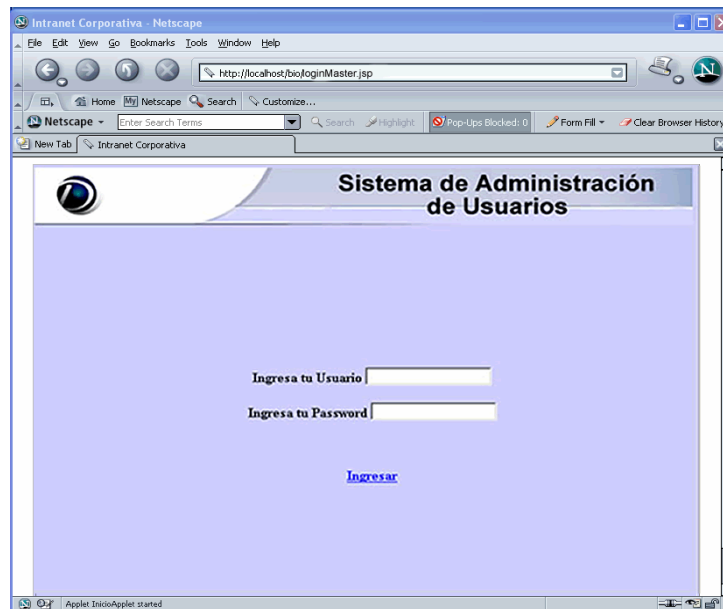 Intranet Corporativa - Netscape
File Edit View Go Bookmarks Tools Window Help
http://localhost/bio/loginMaster.jsp
Home My Netscape Search Customize...
Netscape Enter Search Terms Search Highlight Pop-Ups Blocked: 0 Form Fill Clear Browser History
New Tab Intranet Corporativa
Sistema de Administración
de Usuarios
Ingresa tu Usuario
Ingresa tu Password
Ingresar
Applet InicioApplet started